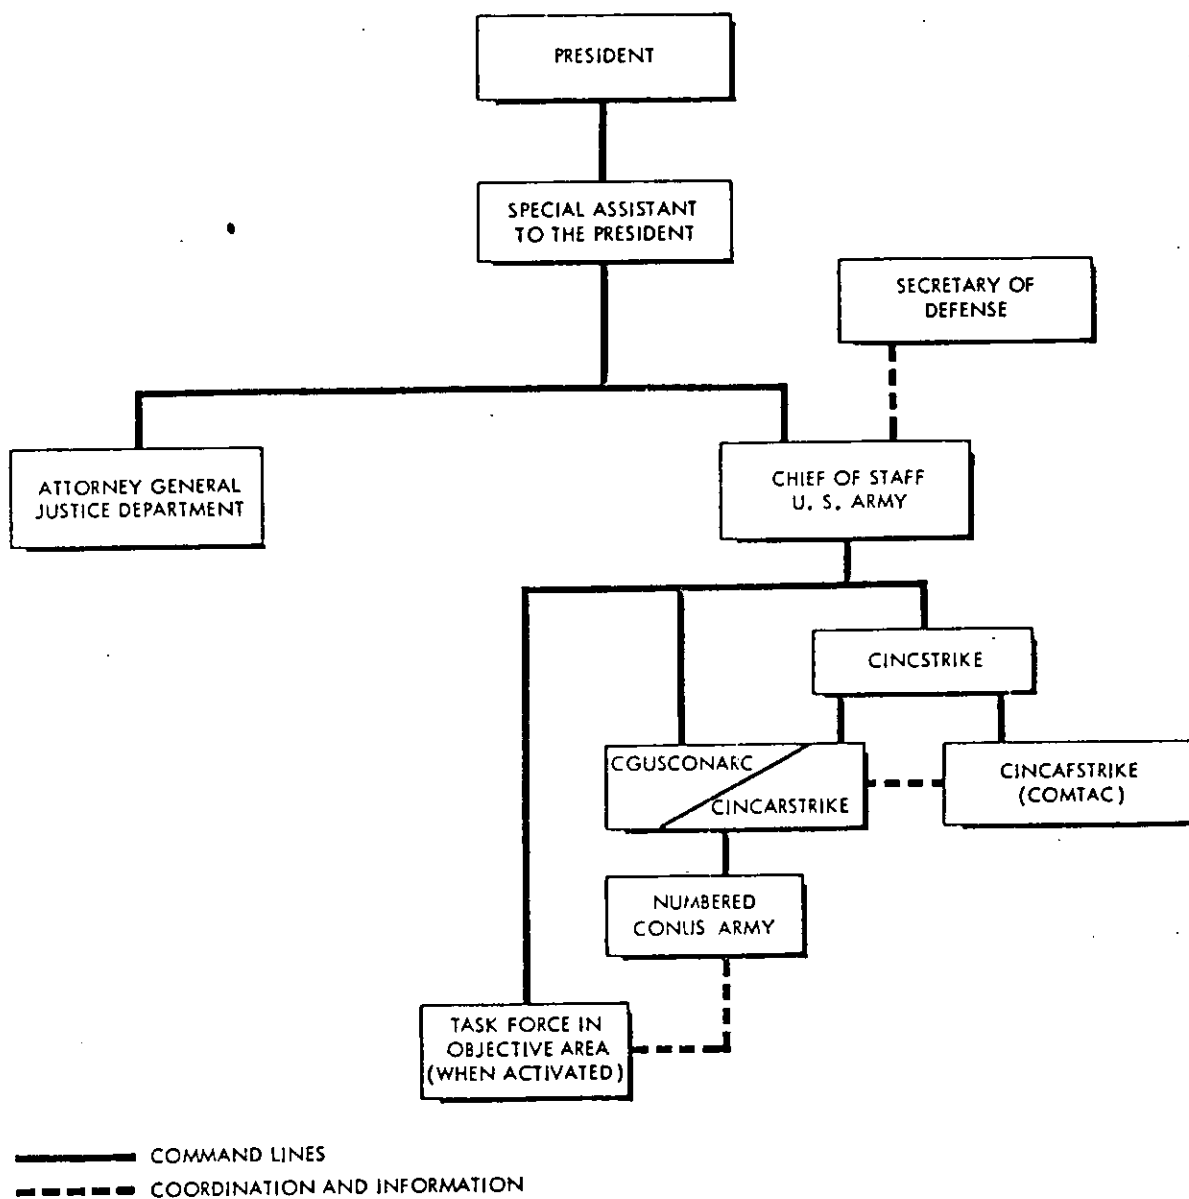 PRESIDENT
SPECIAL ASSISTANT
TO THE PRESIDENT
SECRETARY OF
DEFENSE
ATTORNEY GENERAL
JUSTICE DEPARTMENT
CHIEF OF STAFF
U. S. ARMY
CINCSTRIKE
CGUSCONARC
CINCARSTRIKE
CINCAFSTRIKE
(COMTAC)
NUMBERED
CONUS ARMY
TASK FORCE IN
OBJECTIVE AREA
(WHEN ACTIVATED)
COMMAND LINES
COORDINATION AND INFORMATION